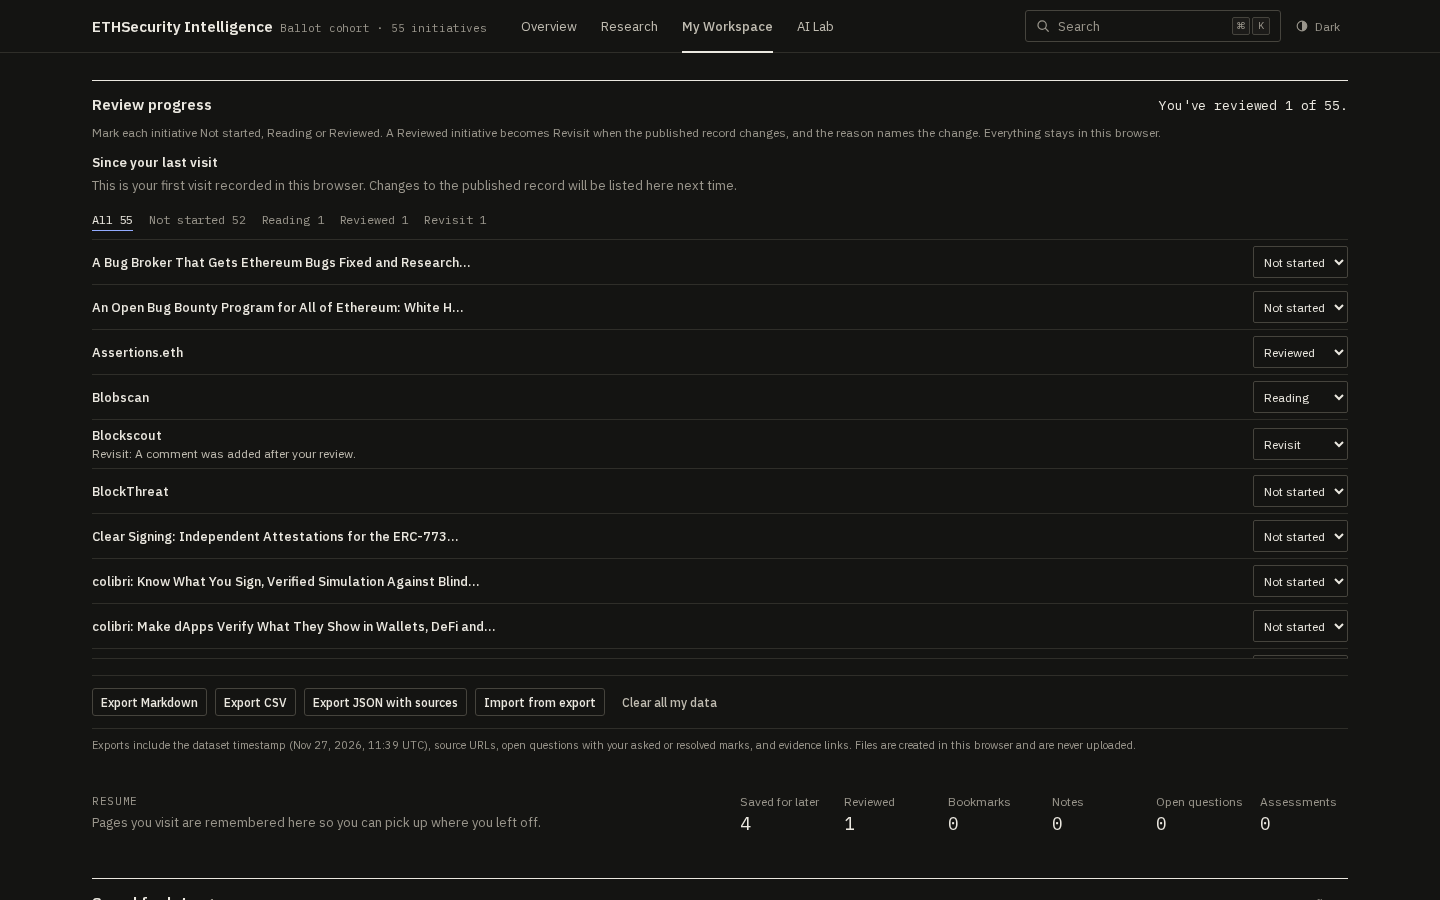 ETHSecurity Intelligence Ballot cohort · 55 initiatives Overview Research My Workspace AI Lab Search ⌘ K Dark
Review progress You've reviewed 1 of 55.
Mark each initiative Not started, Reading or Reviewed. A Reviewed initiative becomes Revisit when the published record changes, and the reason names the change. Everything stays in this browser.
Since your last visit
This is your first visit recorded in this browser. Changes to the published record will be listed here next time.
All 55 Not started 52 Reading 1 Reviewed 1 Revisit 1
A Bug Broker That Gets Ethereum Bugs Fixed and Research... Not started
An Open Bug Bounty Program for All of Ethereum: White H... Not started
Assertions.eth Reviewed
Blobscan Reading
Blockscout Revisit
Revisit: A comment was added after your review.
BlockThreat Not started
Clear Signing: Independent Attestations for the ERC-773... Not started
colibri: Know What You Sign, Verified Simulation Against Blind... Not started
colibri: Make dApps Verify What They Show in Wallets, DeFi and... Not started
Export Markdown Export CSV Export JSON with sources Import from export Clear all my data
Exports include the dataset timestamp (Nov 27, 2026, 11:39 UTC), source URLs, open questions with your asked or resolved marks, and evidence links. Files are created in this browser and are never uploaded.
RESUME Saved for later Reviewed Bookmarks Notes Open questions Assessments
Pages you visit are remembered here so you can pick up where you left off. 4 1 0 0 0 0